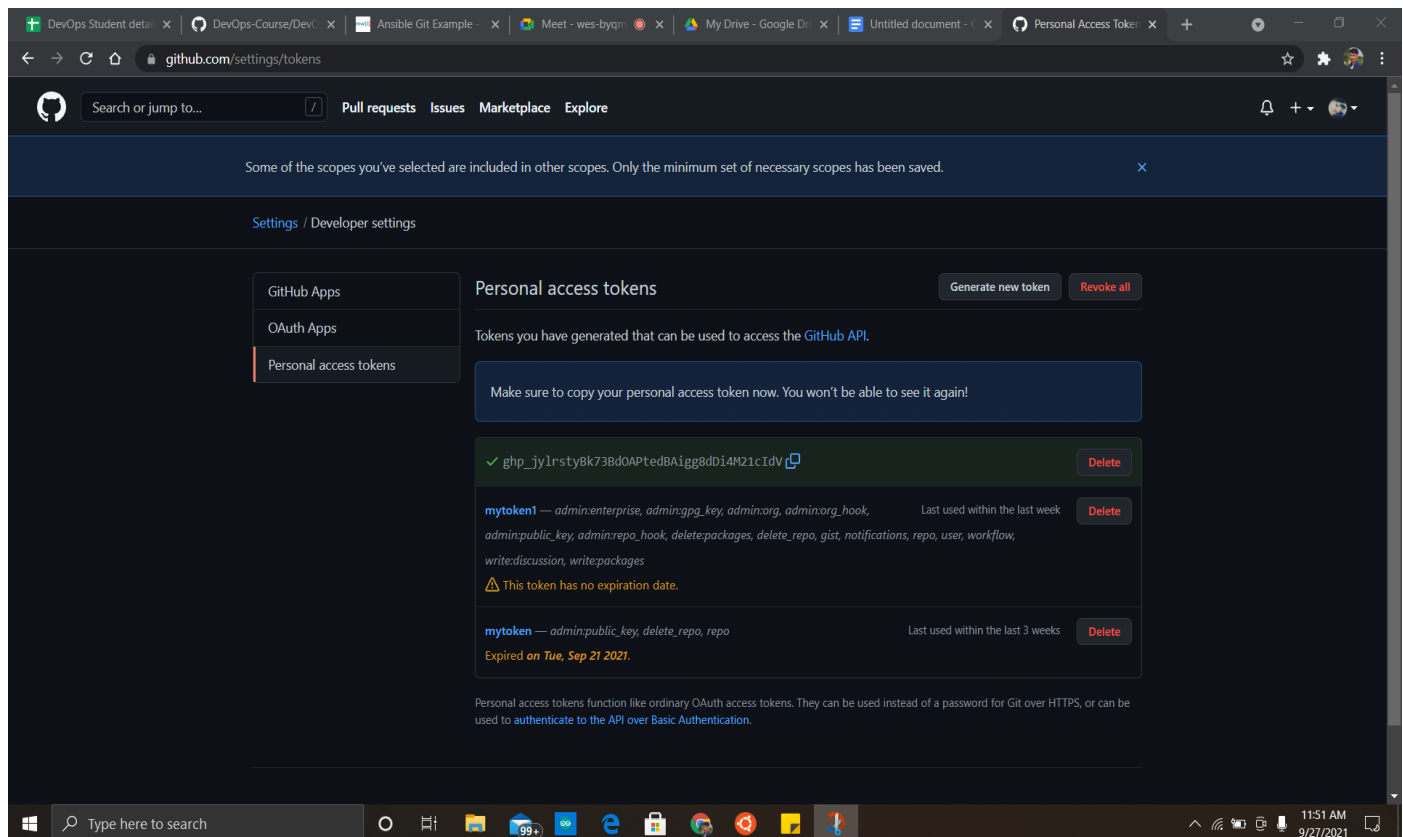 DevOps Student detai
DevOps-Course/DevO
Ansible Git Example -
Meet - wes-byqm
My Drive - Google Dri
Untitled document - G
Personal Access Token
github.com/settings/tokens
Search or jump to...
/
Pull requests Issues Marketplace Explore
Some of the scopes you've selected are included in other scopes. Only the minimum set of necessary scopes has been saved.
Settings / Developer settings
GitHub Apps
OAuth Apps
Personal access tokens
Personal access tokens
Generate new token
Revoke all
Tokens you have generated that can be used to access the GitHub API.
Make sure to copy your personal access token now. You won't be able to see it again!
Delete
mytoken1 — admin:enterprise, admin:gpg_key, admin:org, admin:org_hook,
admin:public_key, admin:repo_hook, delete:packages, delete_repo, gist, notifications, repo, user, workflow,
write:discussion, write:packages
Last used within the last week
Delete
This token has no expiration date.
mytoken — admin:public_key, delete_repo, repo
Last used within the last 3 weeks
Delete
Expired on Tue, Sep 21 2021.
Personal access tokens function like ordinary OAuth access tokens. They can be used instead of a password for Git over HTTPS, or can be
used to authenticate to the API over Basic Authentication.
Type here to search
99+
11:51 AM
9/27/2021